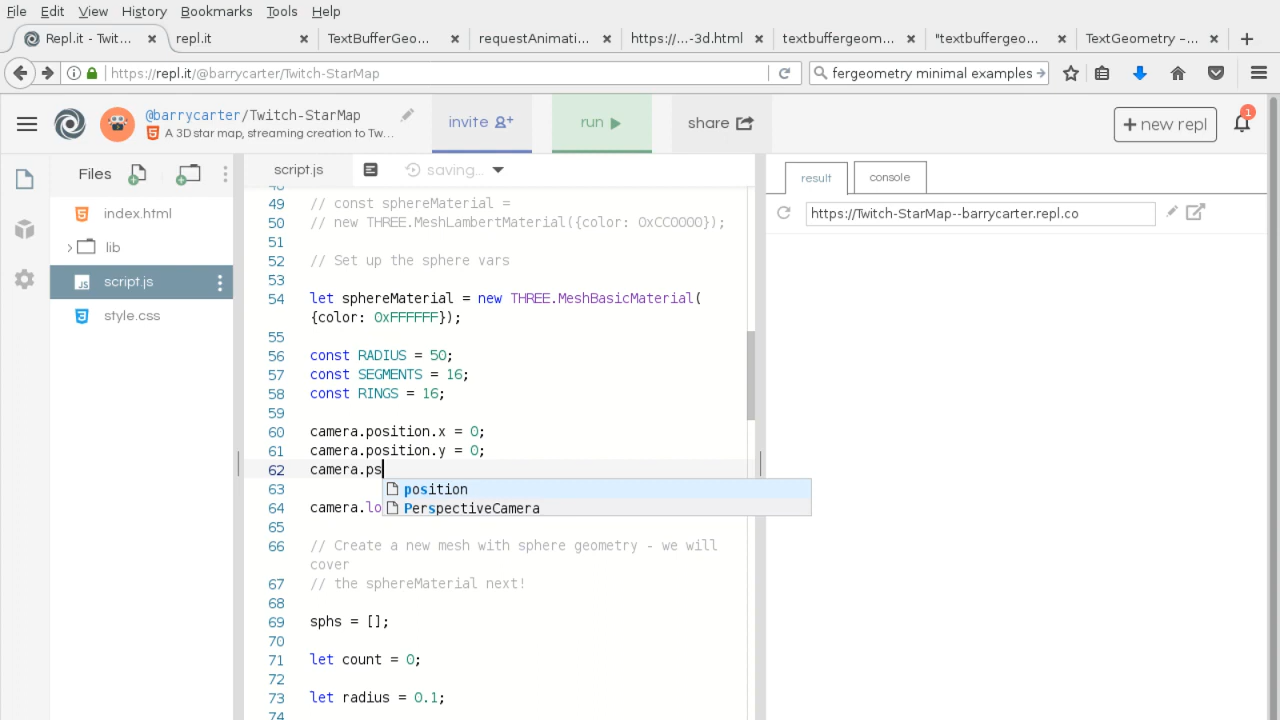 File Edit View History Bookmarks Tools Help
Repl.it - Twit... × repl.it × TextBufferGeo... × requestAnimati... × https://...-3d.html × textbuffergeom... × "textbuffergeo... × TextGeometry –... × +
https://repl.it/@barrycarter/Twitch-StarMap fergeometry minimal examples
@barrycarter/Twitch-StarMap
A 3D star map, streaming creation to Tw...
invite run share + new repl 1
Files script.js saving... result console
index.html
lib
script.js
style.css
https://Twitch-StarMap--barrycarter.repl.co
49 // const sphereMaterial =
50 // new THREE.MeshLambertMaterial({color: 0xCC0000});
51
52 // Set up the sphere vars
53
54 let sphereMaterial = new THREE.MeshBasicMaterial(
{color: 0xFFFFFF});
55
56 const RADIUS = 50;
57 const SEGMENTS = 16;
58 const RINGS = 16;
59
60 camera.position.x = 0;
61 camera.position.y = 0;
62 camera.ps
position
63
PerspectiveCamera
64 camera.lo
65
66 // Create a new mesh with sphere geometry - we will
cover
67 // the sphereMaterial next!
68
69 sphs = [];
70
71 let count = 0;
72
73 let radius = 0.1;
74